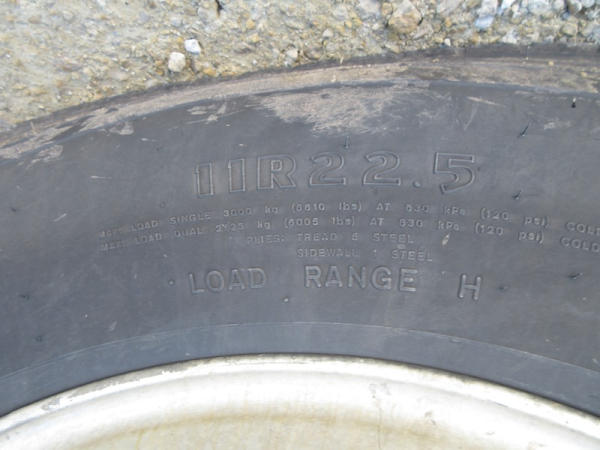 11R22.5
MAX. LOAD SINGLE 3000 kg (6610 lbs) AT 830 kPa (120 psi) COLD
MAX. LOAD DUAL 2725 kg (6005 lbs) AT 830 kPa (120 psi) COLD
PLIES: TREAD 5 STEEL
SIDEWALL 1 STEEL
LOAD RANGE H